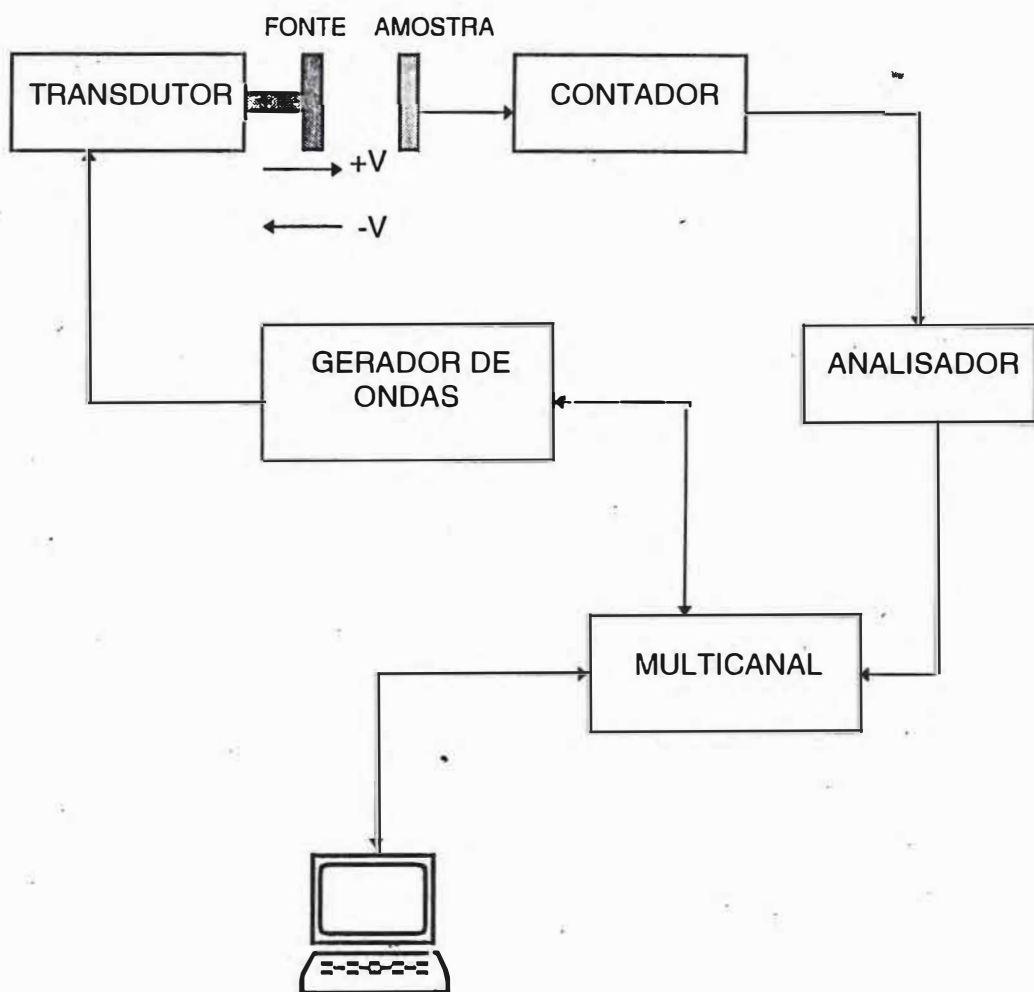 FONTE AMOSTRA
TRANSDUTOR
CONTADOR
+V
-V
GERADOR DE
ONDAS
ANALISADOR
MULTICANAL